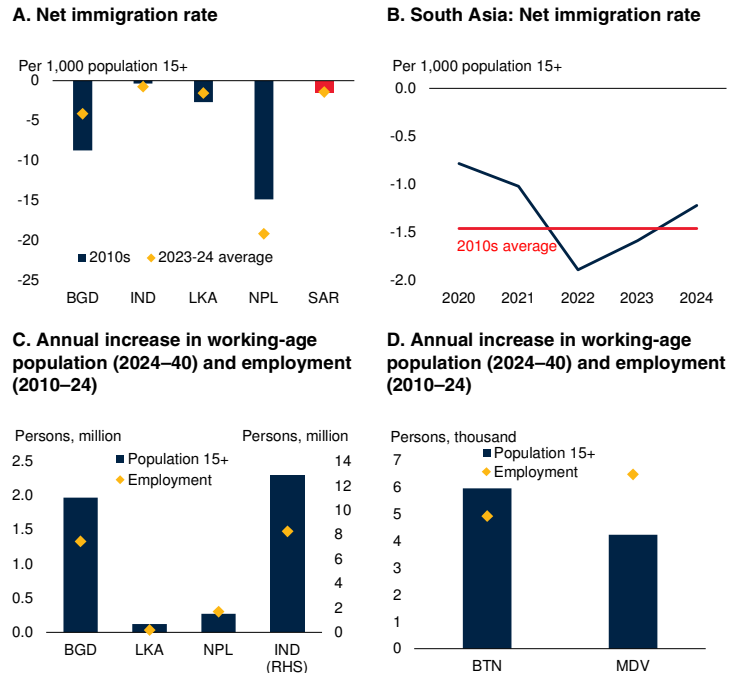 A. Net immigration rate
Per 1,000 population 15+
0
-5
-10
-15
-20
-25
2010s
2023-24 average
BGD IND LKA NPL SAR
B. South Asia: Net immigration rate
Per 1,000 population 15+
0.0
-0.5
-1.0
-1.5
-2.0
2010s average
2020 2021 2022 2023 2024
C. Annual increase in working-age
population (2024–40) and employment
(2010–24)
Persons, million
Persons, million
Population 15+
Employment
2.5
2.0
1.5
1.0
0.5
0.0
14
12
10
8
6
4
2
0
BGD LKA NPL IND
(RHS)
D. Annual increase in working-age
population (2024–40) and employment
(2010–24)
Persons, thousand
Population 15+
Employment
7
6
5
4
3
2
1
0
BTN MDV